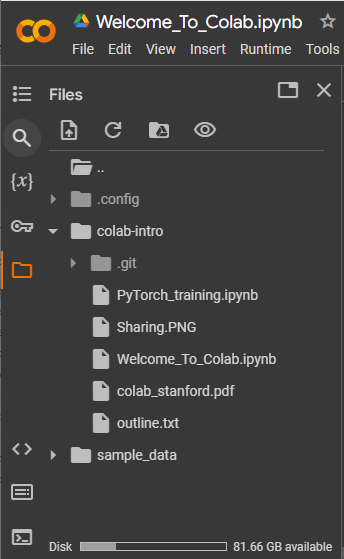 Welcome_To_Colab.ipynb
File Edit View Insert Runtime Tools
Files
{x}
..
.config
colab-intro
.git
PyTorch_training.ipynb
Sharing.PNG
Welcome_To_Colab.ipynb
colab_stanford.pdf
outline.txt
sample_data
Disk 81.66 GB available